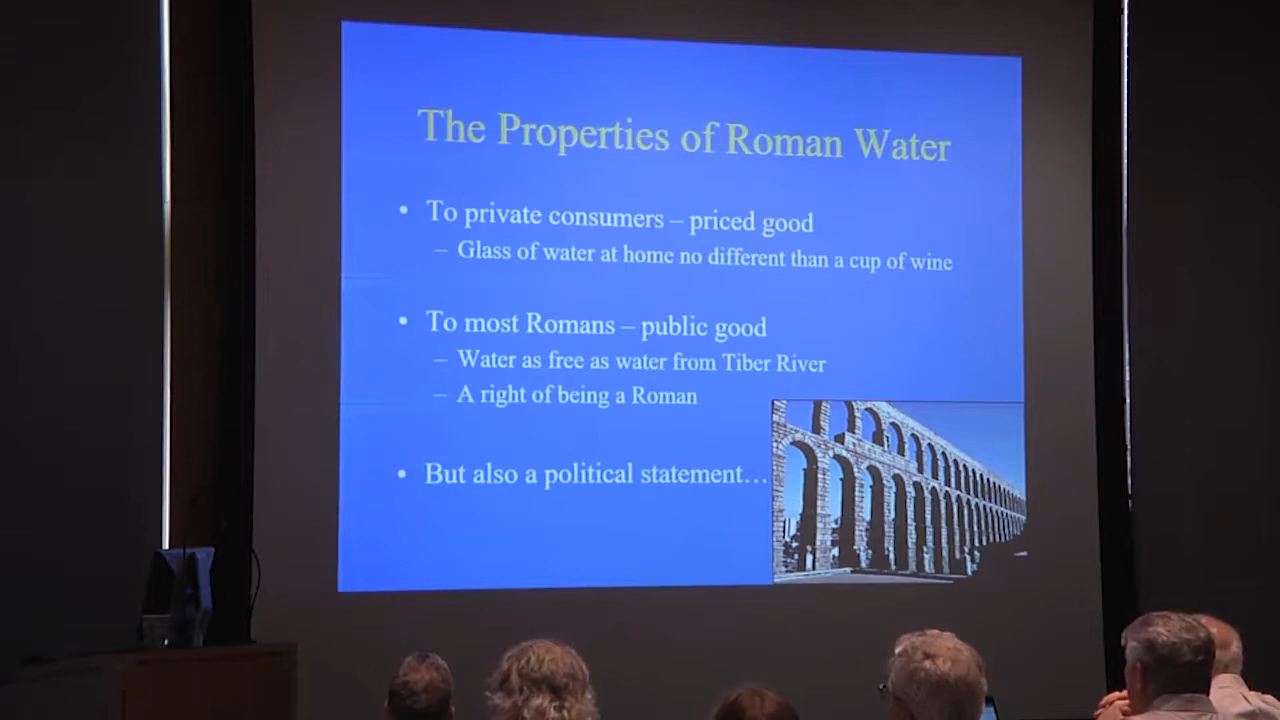 The Properties of Roman Water
• To private consumers – priced good
– Glass of water at home no different than a cup of wine
• To most Romans – public good
– Water as free as water from Tiber River
– A right of being a Roman
• But also a political statement…